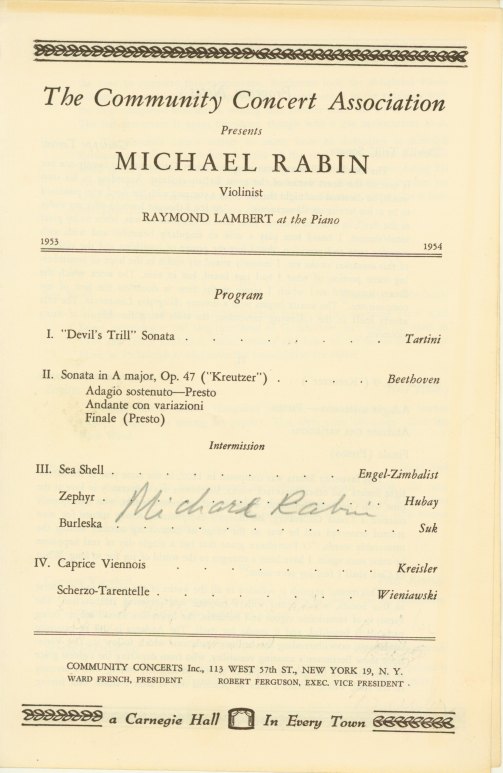 The Community Concert Association
Presents
MICHAEL RABIN
Violinist
RAYMOND LAMBERT at the Piano
1953 1954
Program
I. "Devil's Trill" Sonata . . . . . . . Tartini
II. Sonata in A major, Op. 47 ("Kreutzer") . . . . Beethoven
Adagio sostenuto—Presto
Andante con variazioni
Finale (Presto)
Intermission
III. Sea Shell . . . . . . . . . . Engel-Zimbalist
Zephyr . . . . . . . . . . Hubay
Michael Rabin
Burleska . . . . . . . . . . Suk
IV. Caprice Viennois . . . . . . . Kreisler
Scherzo-Tarentelle . . . . . . . . Wieniawski
COMMUNITY CONCERTS Inc., 113 WEST 57th ST., NEW YORK 19, N. Y.
WARD FRENCH, PRESIDENT ROBERT FERGUSON, EXEC. VICE PRESIDENT
a Carnegie Hall In Every Town